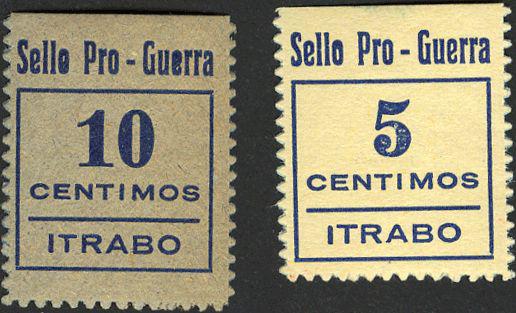 Sello Pro - Guerra
10
CENTIMOS
ITRABO
Sello Pro - Guerra
5
CENTIMOS
ITRABO